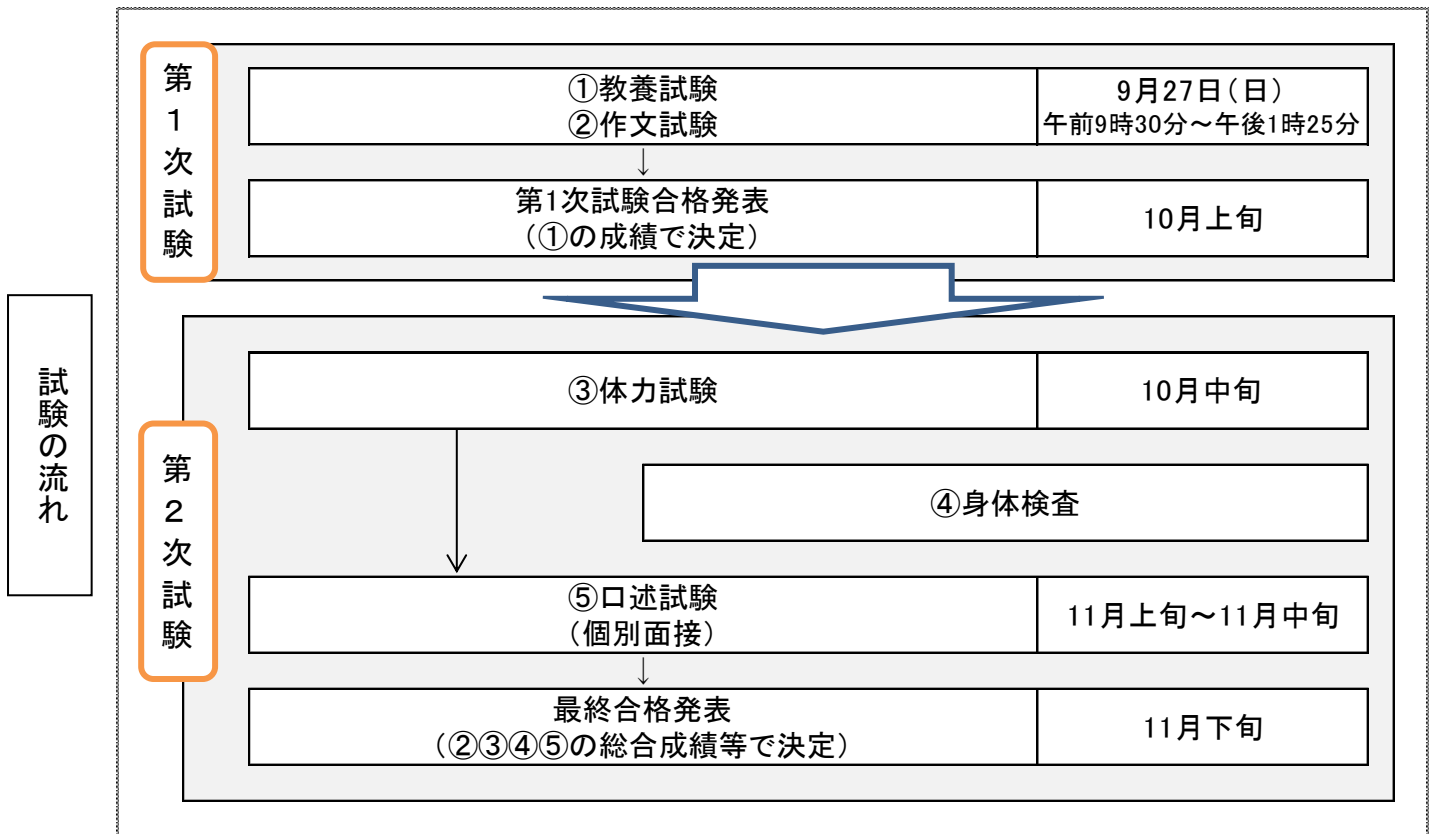 試験の流れ
第1次試験
①教養試験
②作文試験
9月27日(日)
午前9時30分~午後1時25分
↓
第1次試験合格発表
(①の成績で決定)
10月上旬
第2次試験
③体力試験
10月中旬
④身体検査
⑤口述試験
(個別面接)
11月上旬~11月中旬
↓
最終合格発表
(②③④⑤の総合成績等で決定)
11月下旬